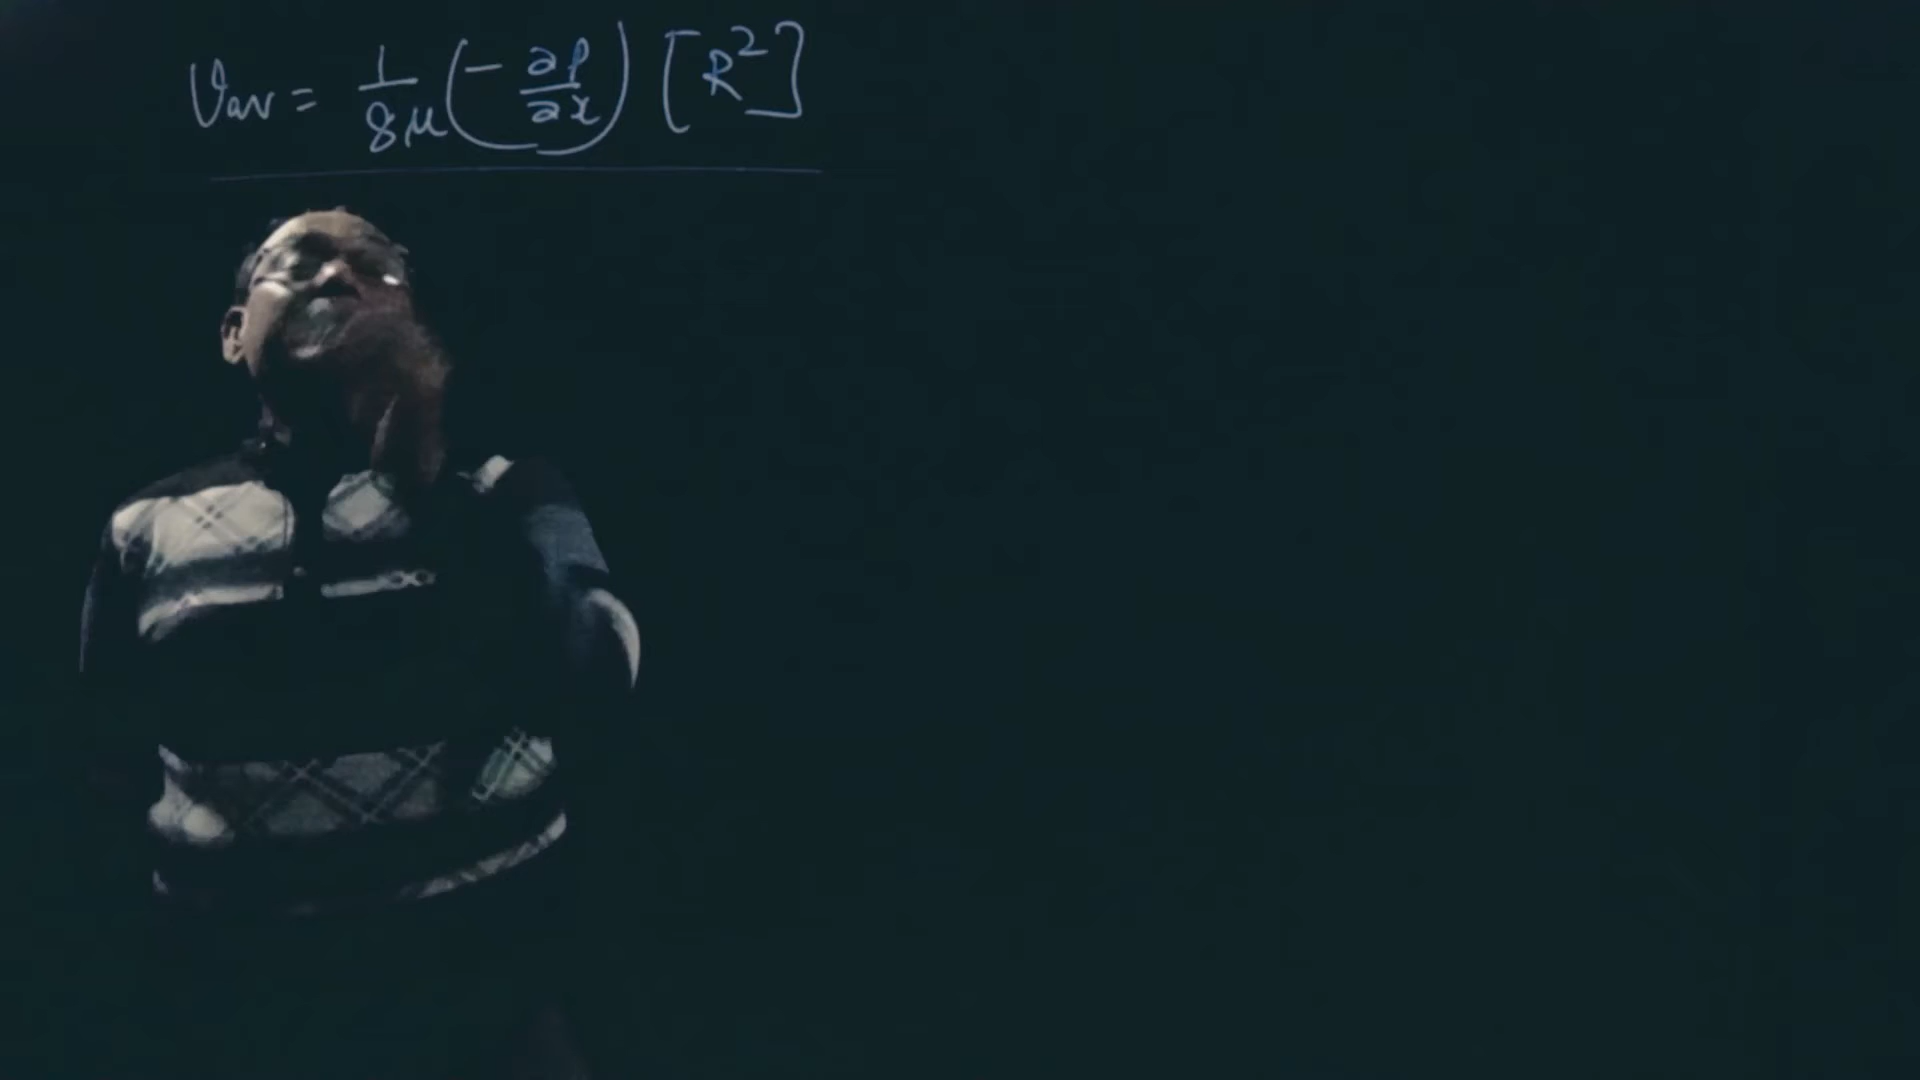 Vav = 1/8μ (- ∂P/∂x) [R²]